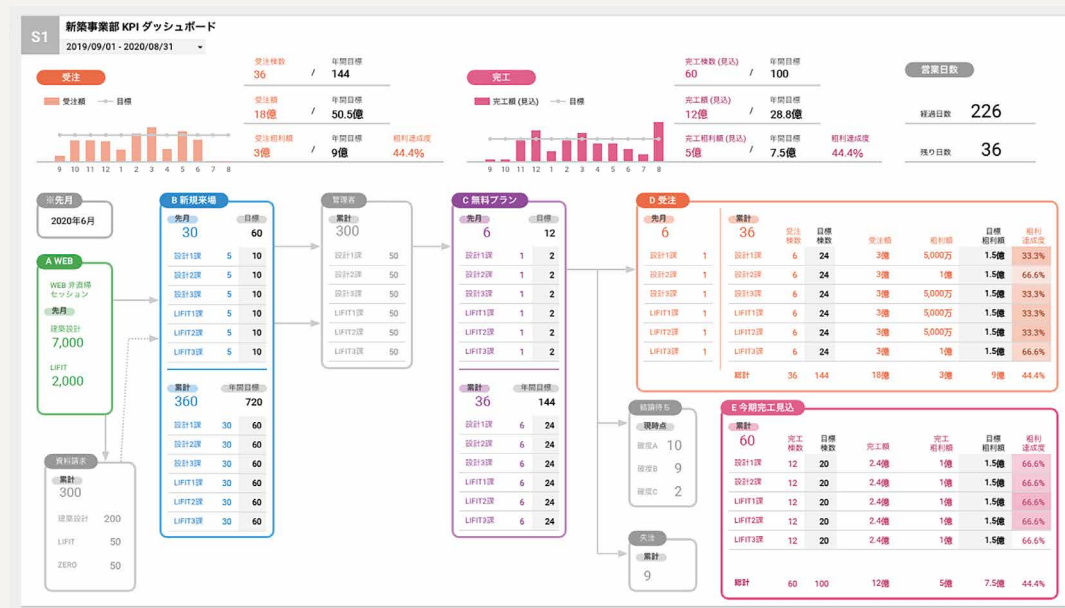 S1
新築事業部 KPI ダッシュボード
2019/09/01 - 2020/08/31
受注
受注額 目標
9 10 11 12 1 2 3 4 5 6 7 8
受注棟数 年間目標
36 / 144
受注額 年間目標
18億 / 50.5億
受注粗利額 年間目標 粗利達成度
3億 / 9億 44.4%
完工
完工額 (見込) 目標
9 10 11 12 1 2 3 4 5 6 7 8
完工棟数 (見込) 年間目標
60 / 100
完工額 (見込) 年間目標
12億 / 28.8億
完工粗利額 (見込) 年間目標 粗利達成度
5億 / 7.5億 44.4%
営業日数
経過日数 226
残り日数 36
※先月
2020年6月
A WEB
WEB 非直帰
セッション
先月
建築設計
7,000
LIFIT
2,000
資料請求
累計
300
建築設計 200
LIFIT 50
ZERO 50
B 新規来場
先月 目標
30 60
設計1課 5 10
設計2課 5 10
設計3課 5 10
LIFIT1課 5 10
LIFIT2課 5 10
LIFIT3課 5 10
累計 年間目標
360 720
設計1課 30 60
設計2課 30 60
設計3課 30 60
LIFIT1課 30 60
LIFIT2課 30 60
LIFIT3課 30 60
管理客
累計
300
設計1課 50
設計2課 50
設計3課 50
LIFIT1課 50
LIFIT2課 50
LIFIT3課 50
C 無料プラン
先月 目標
6 12
設計1課 1 2
設計2課 1 2
設計3課 1 2
LIFIT1課 1 2
LIFIT2課 1 2
LIFIT3課 1 2
累計 年間目標
36 144
設計1課 6 24
設計2課 6 24
設計3課 6 24
LIFIT1課 6 24
LIFIT2課 6 24
LIFIT3課 6 24
D 受注
先月
6
設計1課 1
設計2課 1
設計3課 1
LIFIT1課 1
LIFIT2課 1
LIFIT3課 1
累計
36 受注棟数 目標棟数 受注額 粗利額 目標粗利額 粗利達成度
設計1課 6 24 3億 5,000万 1.5億 33.3%
設計2課 6 24 3億 1億 1.5億 66.6%
設計3課 6 24 3億 5,000万 1.5億 33.3%
LIFIT1課 6 24 3億 5,000万 1.5億 33.3%
LIFIT2課 6 24 3億 5,000万 1.5億 33.3%
LIFIT3課 6 24 3億 1億 1.5億 66.6%
総計 36 144 18億 3億 9億 44.4%
結論待ち
現時点
確度A 10
確度B 9
確度C 2
失注
累計
9
E 今期完工見込
累計
60 完工棟数 目標棟数 完工額 完工粗利額 目標粗利額 粗利達成度
設計1課 12 20 2.4億 1億 1.5億 66.6%
設計2課 12 20 2.4億 1億 1.5億 66.6%
LIFIT1課 12 20 2.4億 1億 1.5億 66.6%
LIFIT2課 12 20 2.4億 1億 1.5億 66.6%
LIFIT3課 12 20 2.4億 1億 1.5億 66.6%
総計 60 100 12億 5億 7.5億 44.4%